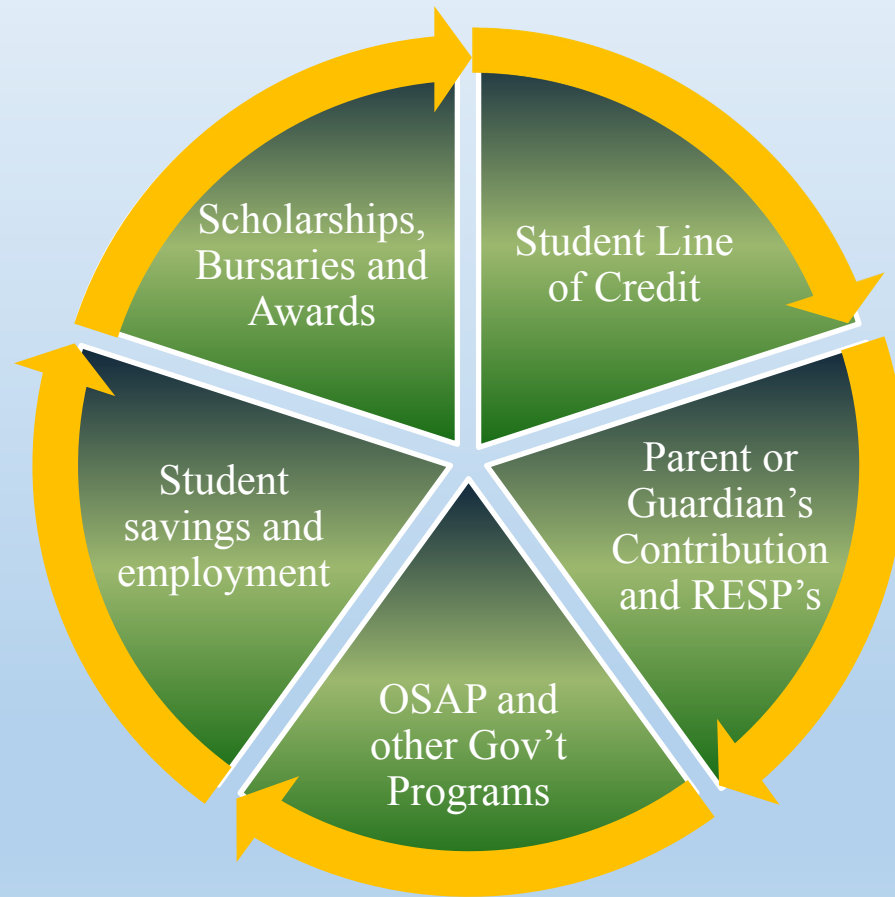 Scholarships,
Bursaries and
Awards
Student Line
of Credit
Parent or
Guardian’s
Contribution
and RESP’s
OSAP and
other Gov’t
Programs
Student
savings and
employment